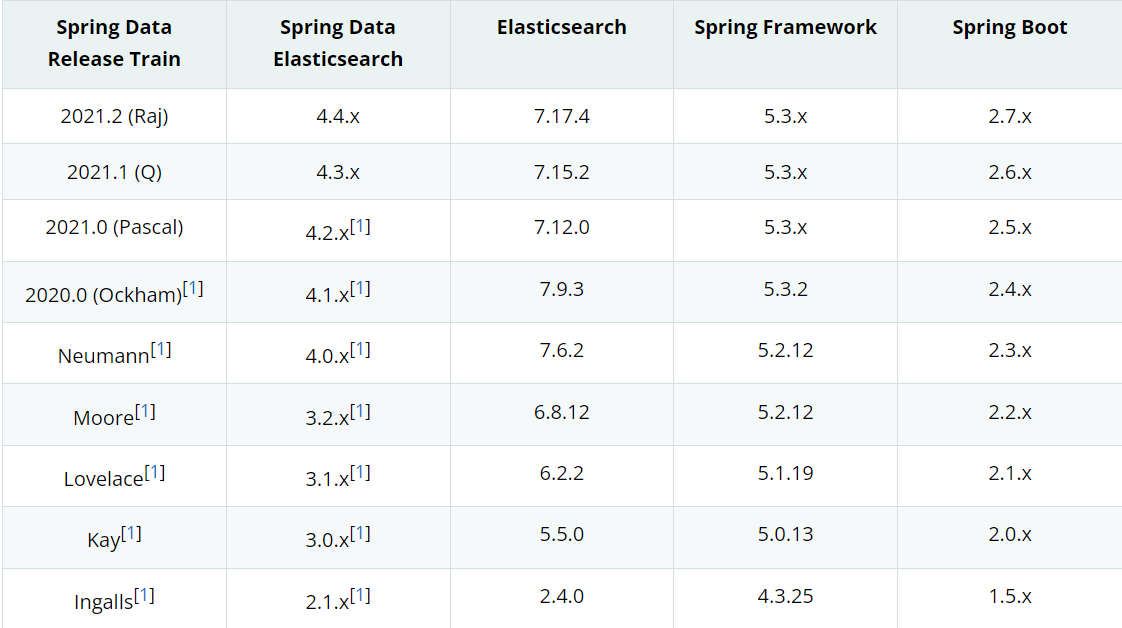 Spring Data Release Train | Spring Data Elasticsearch | Elasticsearch | Spring Framework | Spring Boot
2021.2 (Raj) | 4.4.x | 7.17.4 | 5.3.x | 2.7.x
2021.1 (Q) | 4.3.x | 7.15.2 | 5.3.x | 2.6.x
2021.0 (Pascal) | 4.2.x[1] | 7.12.0 | 5.3.x | 2.5.x
2020.0 (Ockham)[1] | 4.1.x[1] | 7.9.3 | 5.3.2 | 2.4.x
Neumann[1] | 4.0.x[1] | 7.6.2 | 5.2.12 | 2.3.x
Moore[1] | 3.2.x[1] | 6.8.12 | 5.2.12 | 2.2.x
Lovelace[1] | 3.1.x[1] | 6.2.2 | 5.1.19 | 2.1.x
Kay[1] | 3.0.x[1] | 5.5.0 | 5.0.13 | 2.0.x
Ingalls[1] | 2.1.x[1] | 2.4.0 | 4.3.25 | 1.5.x